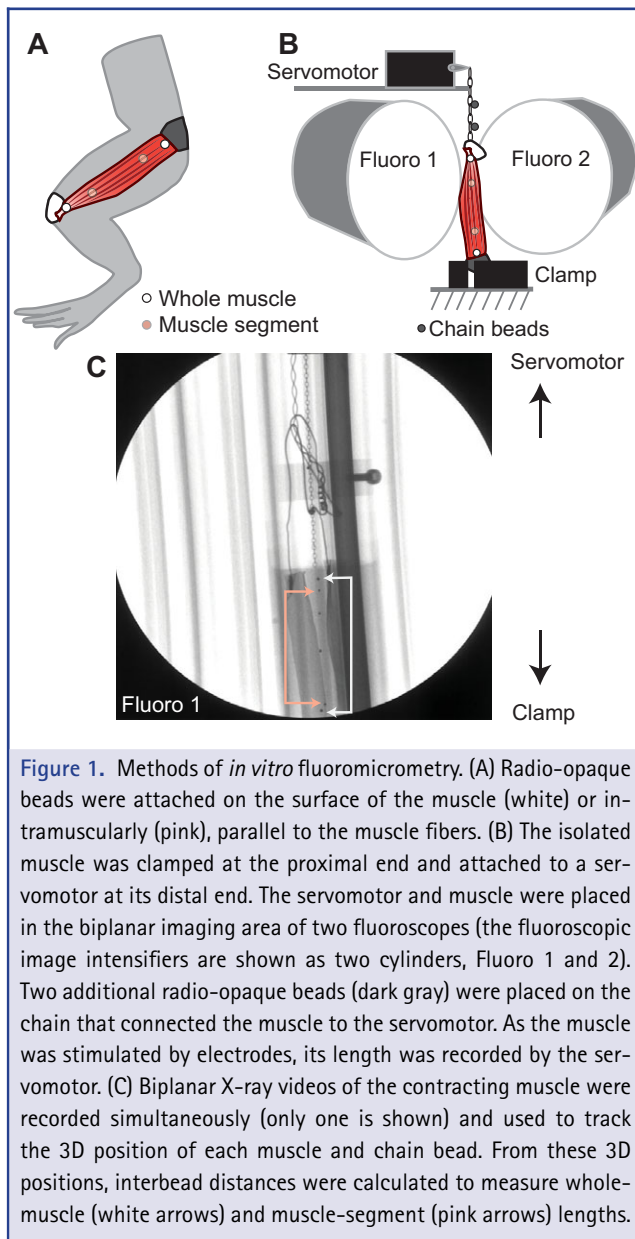 A
B
Servomotor
Fluoro 1
Fluoro 2
Clamp
Whole muscle
Muscle segment
Chain beads
C
Servomotor
Fluoro 1
Clamp
Figure 1. Methods of in vitro fluoromicrometry. (A) Radio-opaque
beads were attached on the surface of the muscle (white) or in-
tramuscularly (pink), parallel to the muscle fibers. (B) The isolated
muscle was clamped at the proximal end and attached to a ser-
vomotor at its distal end. The servomotor and muscle were placed
in the biplanar imaging area of two fluoroscopes (the fluoroscopic
image intensifiers are shown as two cylinders, Fluoro 1 and 2).
Two additional radio-opaque beads (dark gray) were placed on the
chain that connected the muscle to the servomotor. As the muscle
was stimulated by electrodes, its length was recorded by the ser-
vomotor. (C) Biplanar X-ray videos of the contracting muscle were
recorded simultaneously (only one is shown) and used to track
the 3D position of each muscle and chain bead. From these 3D
positions, interbead distances were calculated to measure whole-
muscle (white arrows) and muscle-segment (pink arrows) lengths.